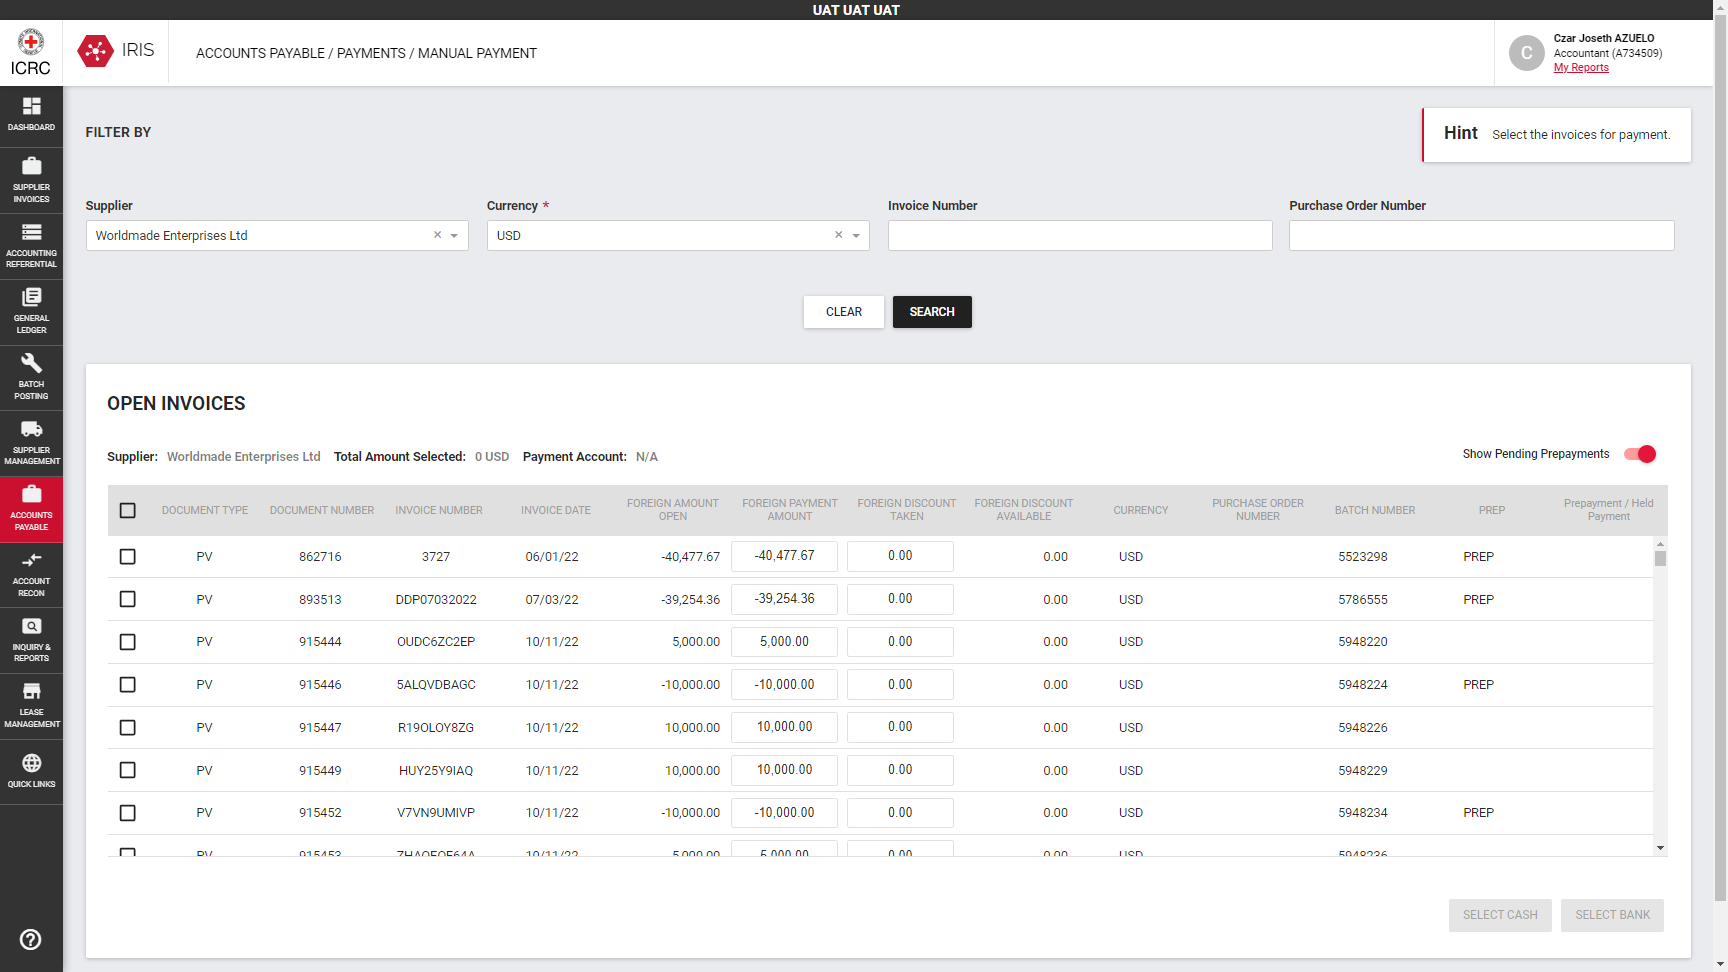 UAT UAT UAT
ICRC
IRIS
ACCOUNTS PAYABLE / PAYMENTS / MANUAL PAYMENT
C
Czar Joseth AZUELO
Accountant (A734509)
My Reports
DASHBOARD
SUPPLIER
INVOICES
ACCOUNTING
REFERENTIAL
GENERAL
LEDGER
BATCH
POSTING
SUPPLIER
MANAGEMENT
ACCOUNTS
PAYABLE
ACCOUNT
RECON
INQUIRY &
REPORTS
LEASE
MANAGEMENT
QUICK LINKS
FILTER BY
Hint Select the invoices for payment.
Supplier Currency * Invoice Number Purchase Order Number
Worldmade Enterprises Ltd × USD ×
CLEAR SEARCH
OPEN INVOICES
Supplier: Worldmade Enterprises Ltd Total Amount Selected: 0 USD Payment Account: N/A
Show Pending Prepayments
DOCUMENT TYPE DOCUMENT NUMBER INVOICE NUMBER INVOICE DATE FOREIGN AMOUNT OPEN FOREIGN PAYMENT AMOUNT FOREIGN DISCOUNT TAKEN FOREIGN DISCOUNT AVAILABLE CURRENCY PURCHASE ORDER NUMBER BATCH NUMBER PREP Prepayment / Held Payment
PV 862716 3727 06/01/22 -40,477.67 -40,477.67 0.00 0.00 USD 5523298 PREP
PV 893513 DDP07032022 07/03/22 -39,254.36 -39,254.36 0.00 0.00 USD 5786555 PREP
PV 915444 OUDC6ZC2EP 10/11/22 5,000.00 5,000.00 0.00 0.00 USD 5948220
PV 915446 5ALQVDBAGC 10/11/22 -10,000.00 -10,000.00 0.00 0.00 USD 5948224 PREP
PV 915447 R19OLOY8ZG 10/11/22 10,000.00 10,000.00 0.00 0.00 USD 5948226
PV 915449 HUY25Y9IAQ 10/11/22 10,000.00 10,000.00 0.00 0.00 USD 5948229
PV 915452 V7VN9UMIVP 10/11/22 -10,000.00 -10,000.00 0.00 0.00 USD 5948234 PREP
PV 915453 10/11/22 5,000.00 5,000.00 0.00 0.00 USD 5948236
SELECT CASH SELECT BANK